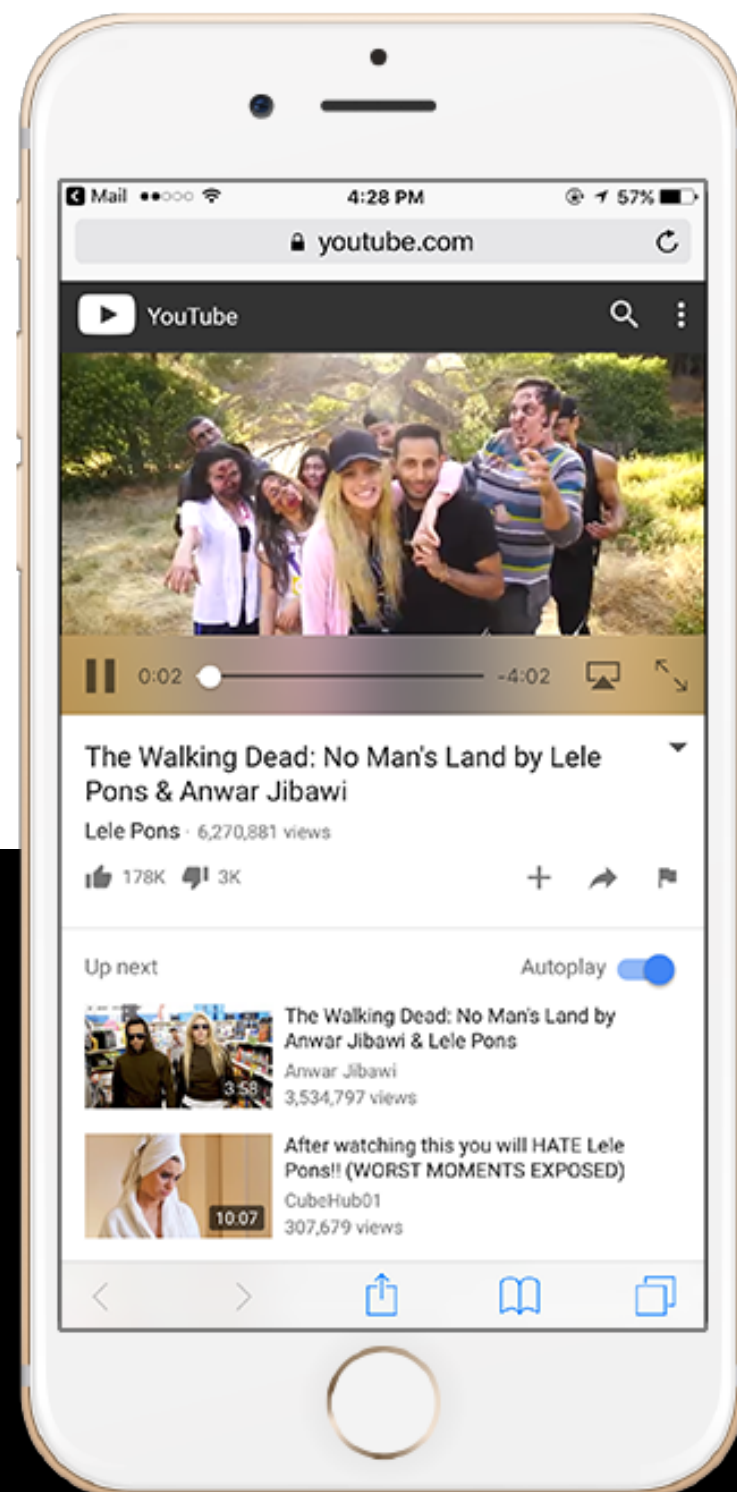 Mail 4:28 PM 57%
youtube.com
YouTube
0:02 -4:02
The Walking Dead: No Man's Land by Lele
Pons & Anwar Jibawi
Lele Pons · 6,270,881 views
178K 3K
Up next Autoplay
The Walking Dead: No Man's Land by
Anwar Jibawi & Lele Pons
Anwar Jibawi
3:58
3,534,797 views
After watching this you will HATE Lele
Pons!! (WORST MOMENTS EXPOSED)
CubeHub01
10:07
307,679 views